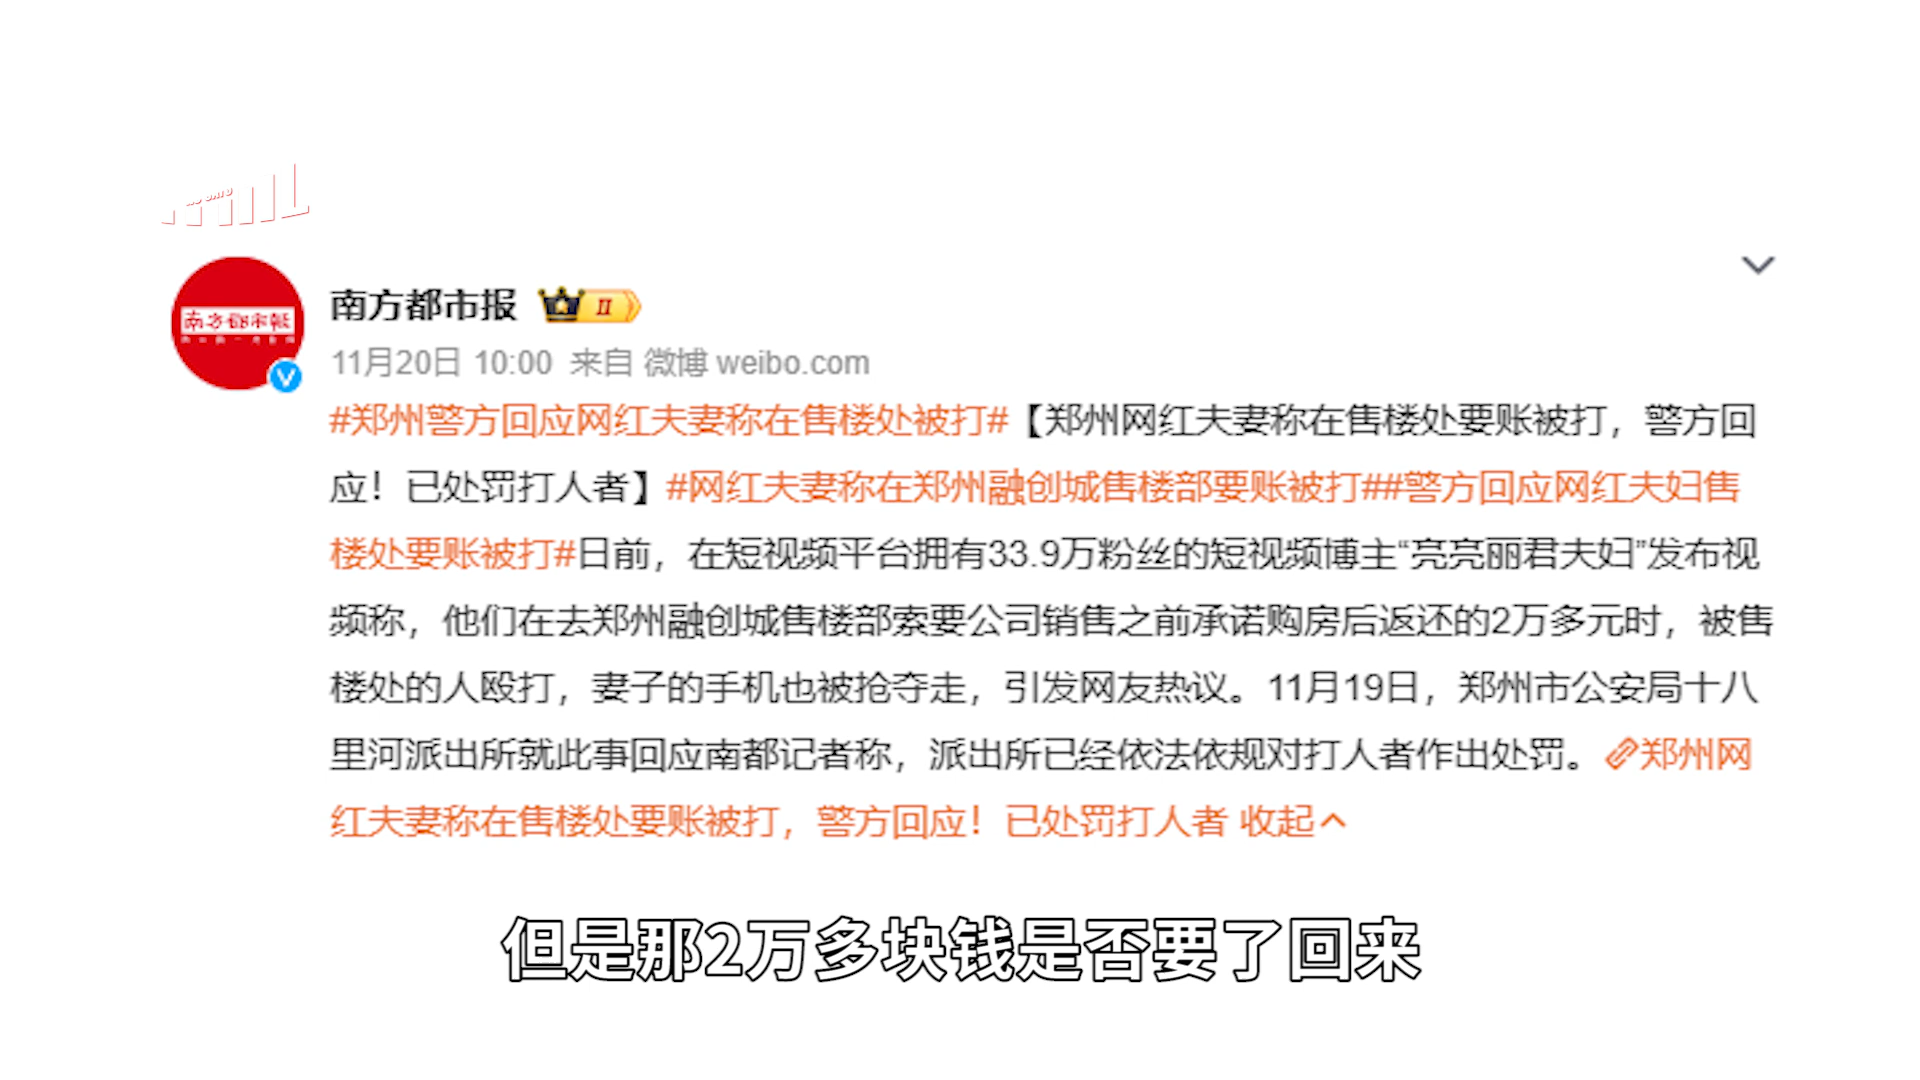 南方都市报
南方都市报 II
11月20日 10:00 来自 微博 weibo.com
#郑州警方回应网红夫妻称在售楼处被打#【郑州网红夫妻称在售楼处要账被打，警方回
应！已处罚打人者】#网红夫妻称在郑州融创城售楼部要账被打##警方回应网红夫妇售
楼处要账被打#日前，在短视频平台拥有33.9万粉丝的短视频博主“亮亮丽君夫妇”发布视
频称，他们在去郑州融创城售楼部索要公司销售之前承诺购房后返还的2万多元时，被售
楼处的人殴打，妻子的手机也被抢夺走，引发网友热议。11月19日，郑州市公安局十八
里河派出所就此事回应南都记者称，派出所已经依法依规对打人者作出处罚。郑州网
红夫妻称在售楼处要账被打，警方回应！已处罚打人者 收起
但是那2万多块钱是否要了回来